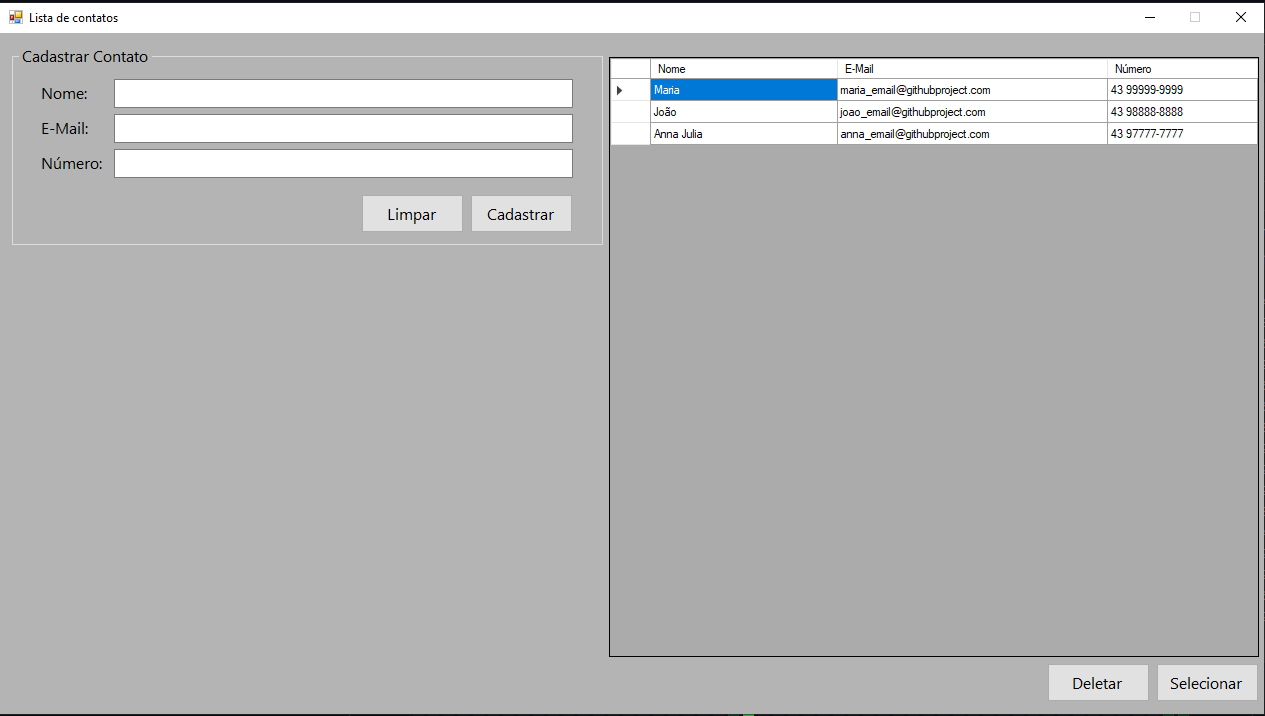 Lista de contatos
Cadastrar Contato
Nome:
E-Mail:
Número:
Limpar Cadastrar
Nome E-Mail Número
Maria maria_email@githubproject.com 43 99999-9999
João joao_email@githubproject.com 43 98888-8888
Anna Julia anna_email@githubproject.com 43 97777-7777
Deletar Selecionar